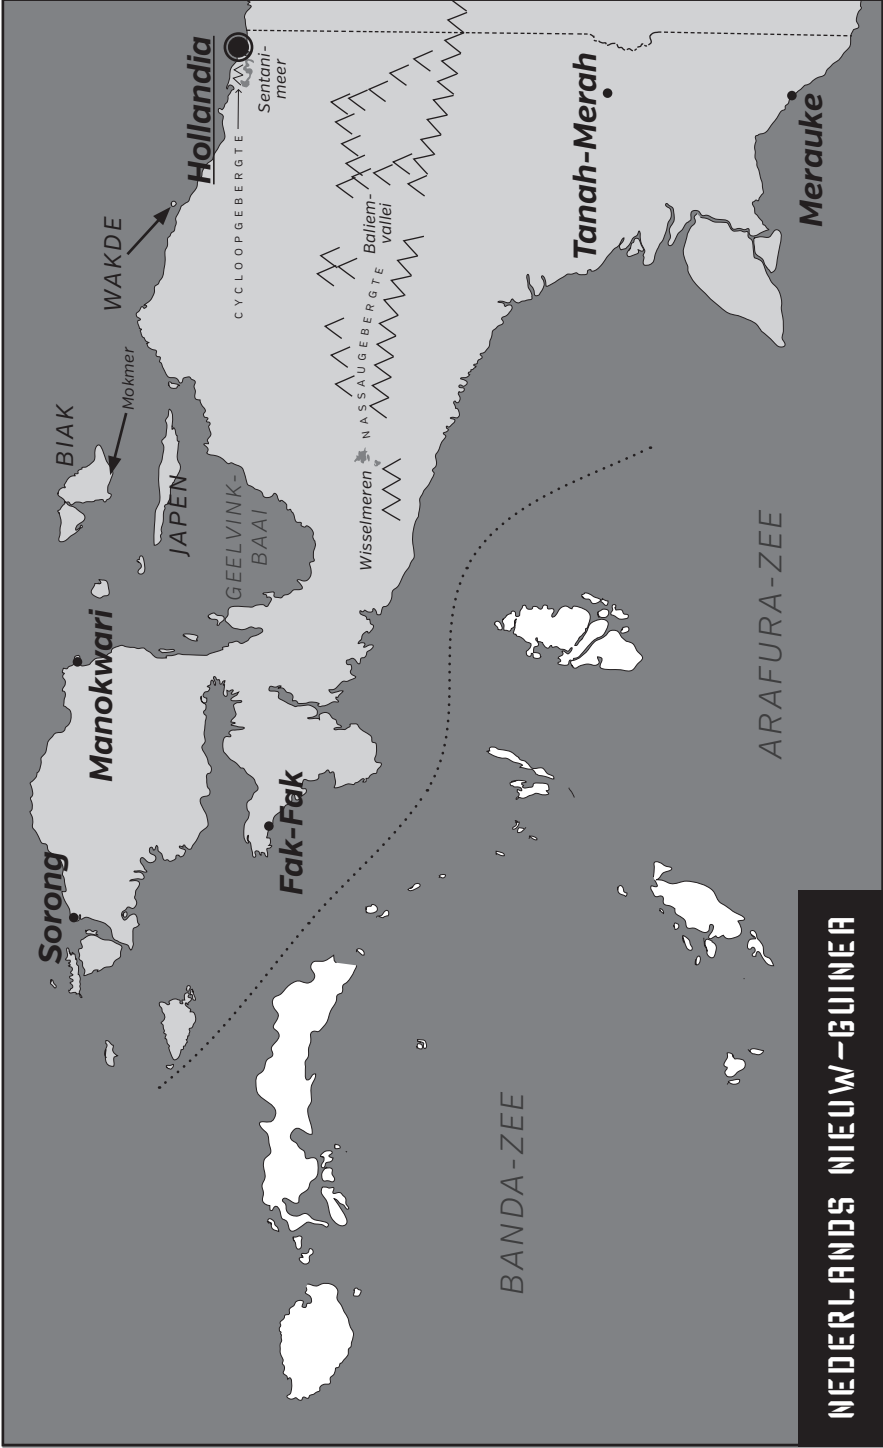 Sorong
Manokwari
BIAK
Mokmer
WAKDE
JAPEN
Hollandia
GEELVINK-
BAAI
CYCLOOPGEBERGTE
Sentani-
meer
Fak-Fak
Wisselmeren
NASSAUGEBERGTE
Baliem-
vallei
Tanah-Merah
Merauke
BANDA-ZEE
ARAFURA-ZEE
NEDERLANDS NIEUW-GUINEA